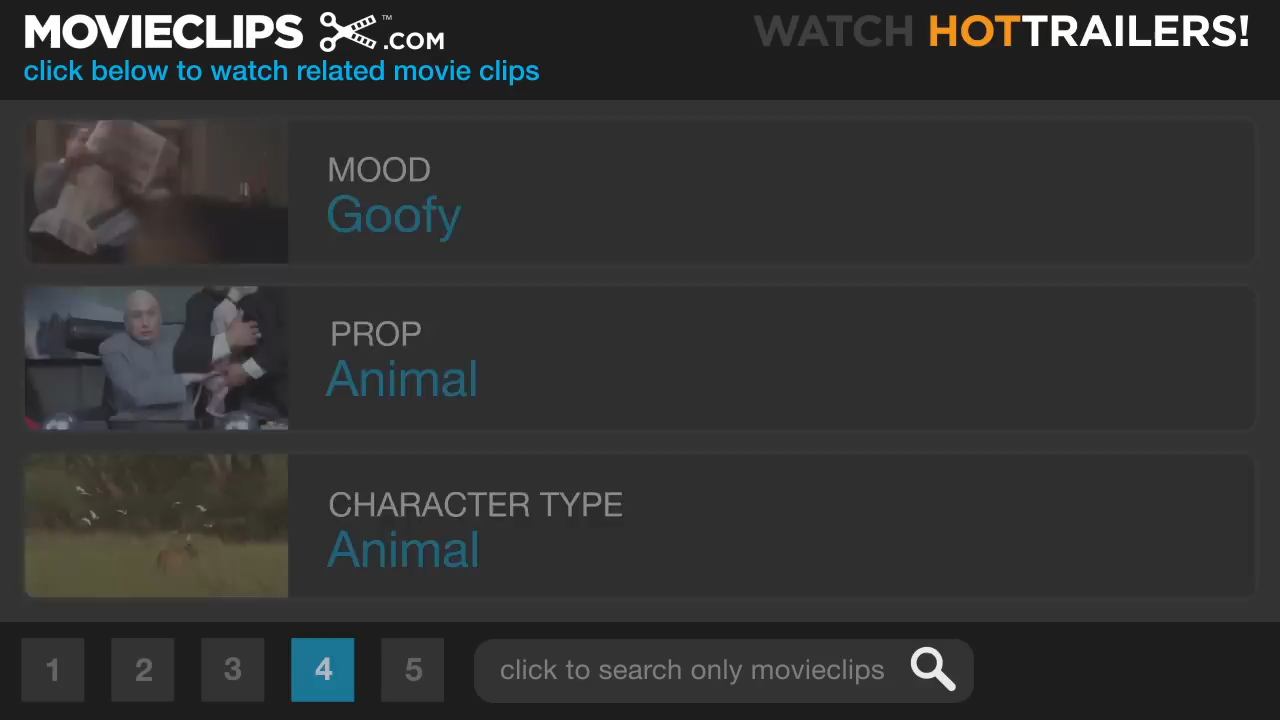 MOVIECLIPS ™ .COM
WATCH HOTTRAILERS!
click below to watch related movie clips
MOOD
Goofy
PROP
Animal
CHARACTER TYPE
Animal
1 2 3 4 5
click to search only movieclips